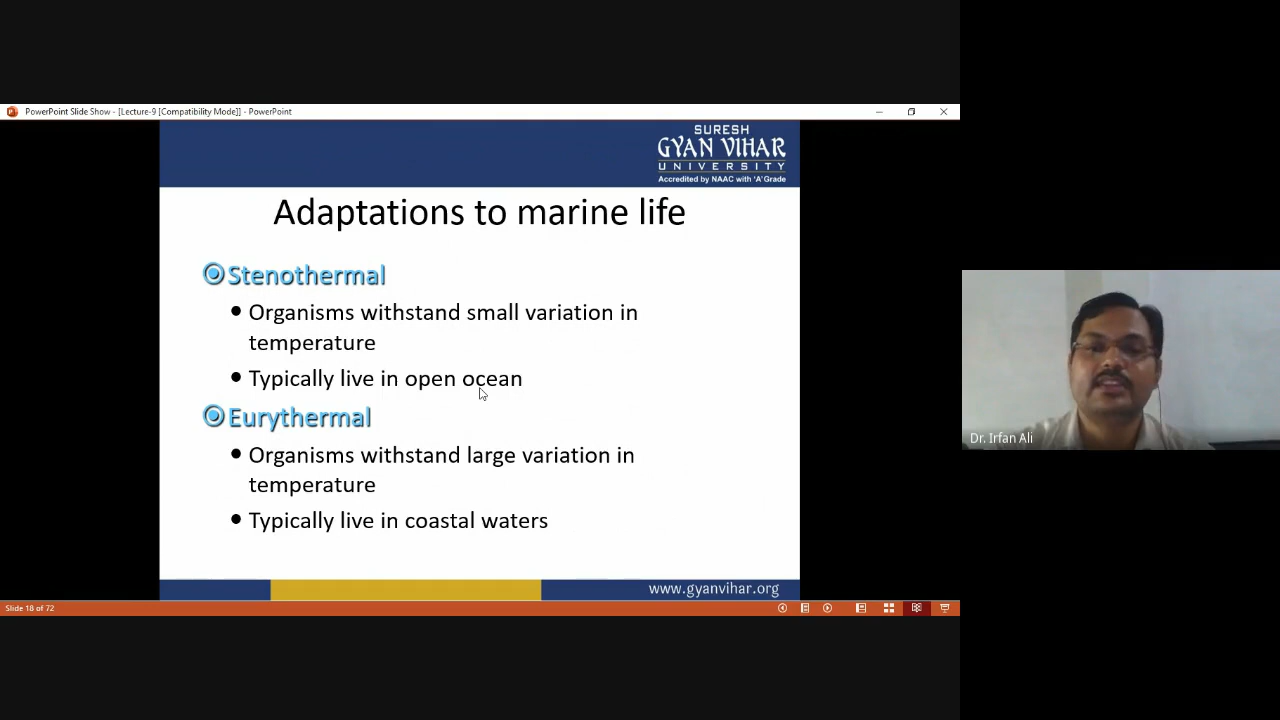 PowerPoint Slide Show - [Lecture-9 [Compatibility Mode]] - PowerPoint
SURESH
GYAN VIHAR
UNIVERSITY
Accredited by NAAC with 'A' Grade
Adaptations to marine life
Stenothermal
• Organisms withstand small variation in
temperature
• Typically live in open ocean
Eurythermal
• Organisms withstand large variation in
temperature
• Typically live in coastal waters
Dr. Irfan Ali
www.gyanvihar.org
Slide 18 of 72